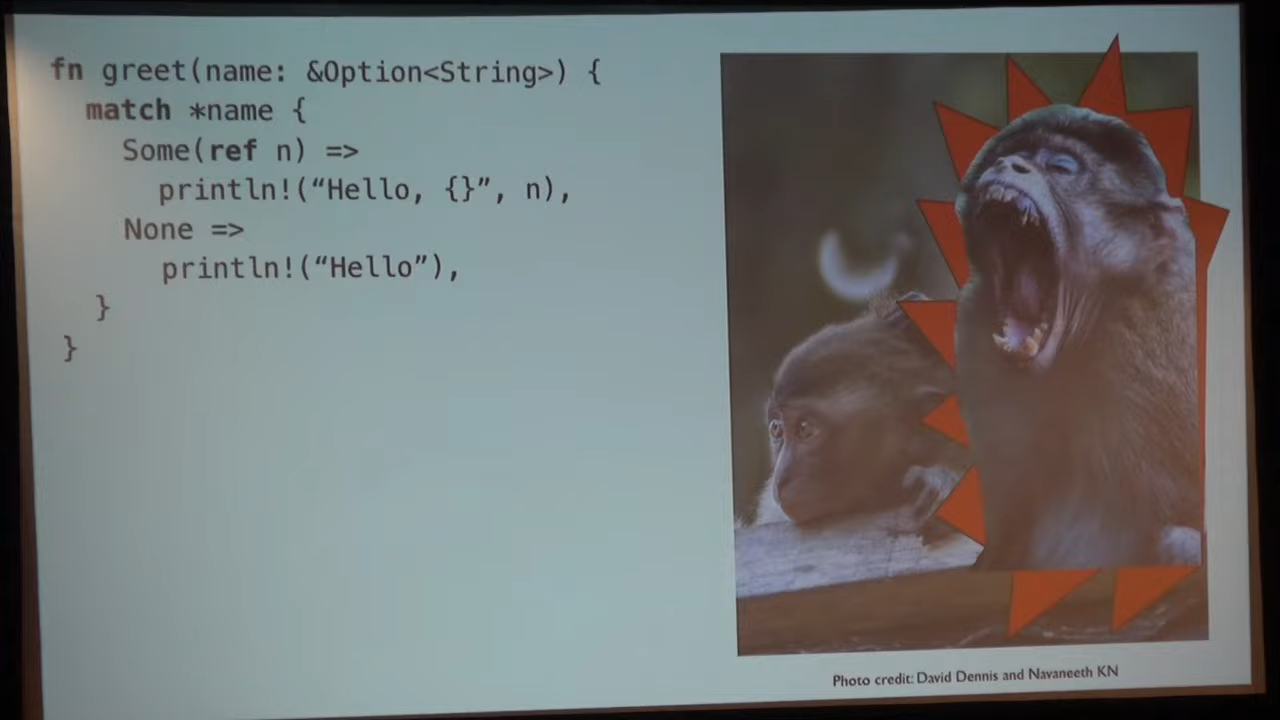 fn greet(name: &Option<String>) {
match *name {
Some(ref n) =>
println!(“Hello, {}”, n),
None =>
println!(“Hello”),
}
}
Photo credit: David Dennis and Navaneeth KN